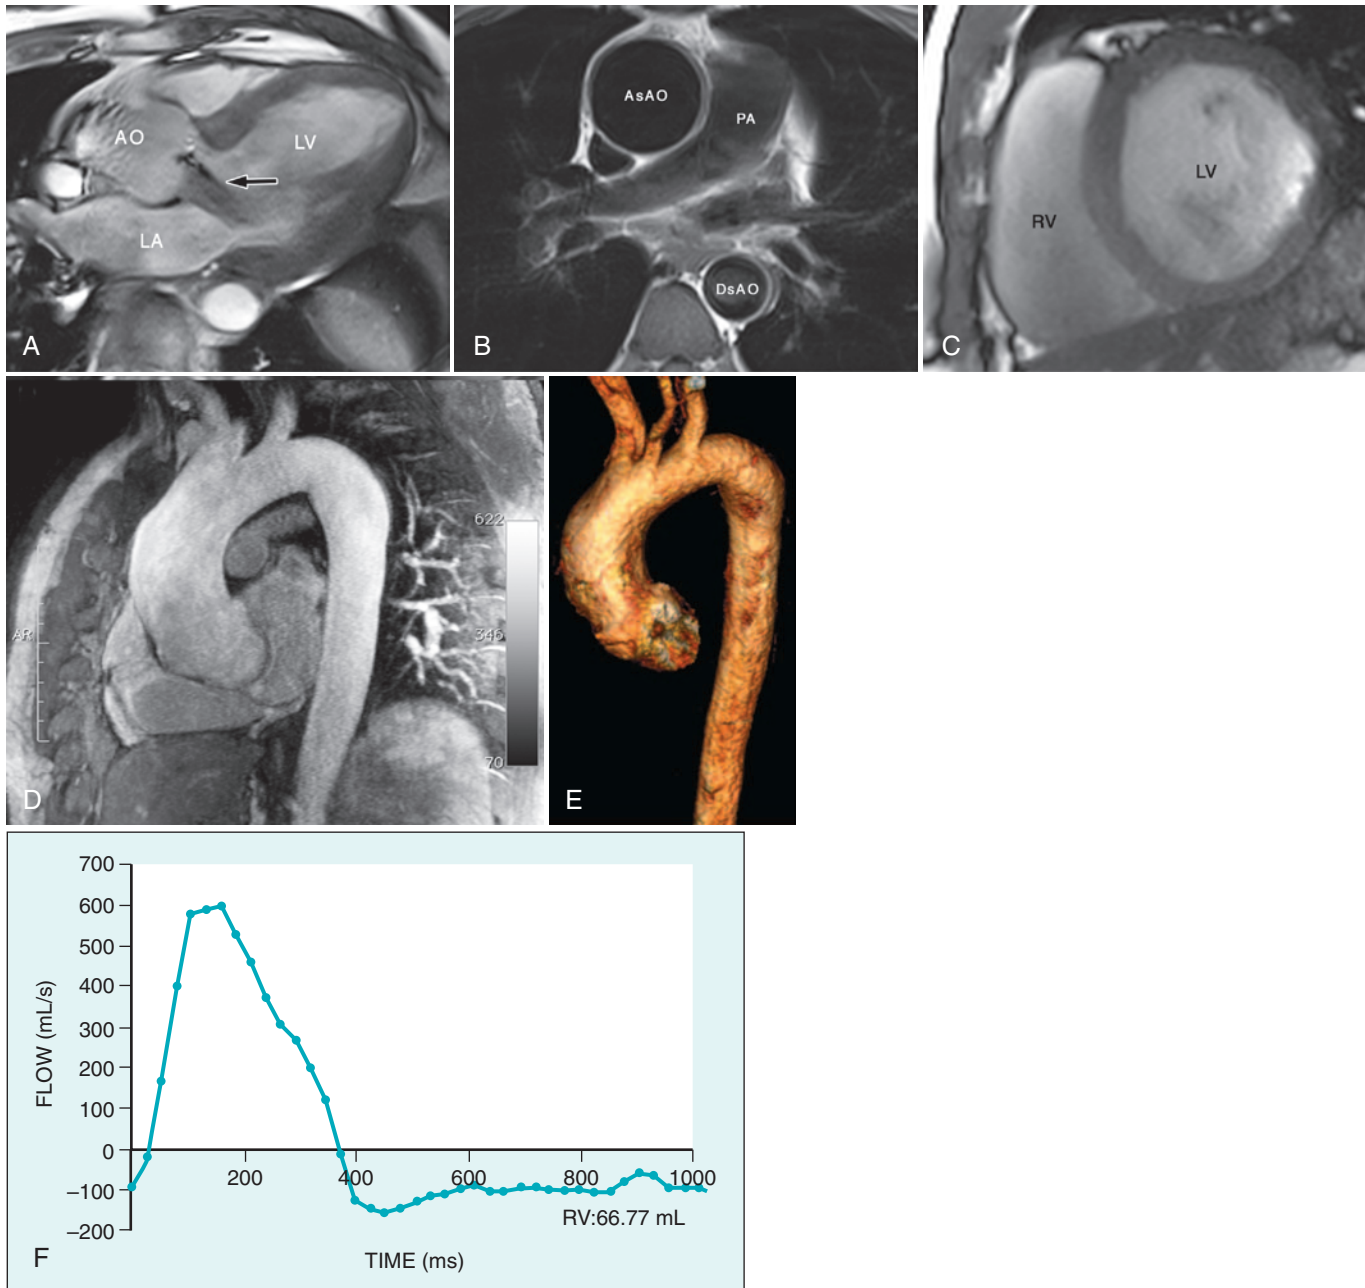 AO
LV
LA
A
AsAO
PA
DsAO
B
LV
RV
C
622
AR
346
70
D
E
700
600
500
400
300
200
100
0
–100
–200
200
400
600
800
1000
FLOW (mL/s)
RV:66.77 mL
TIME (ms)
F